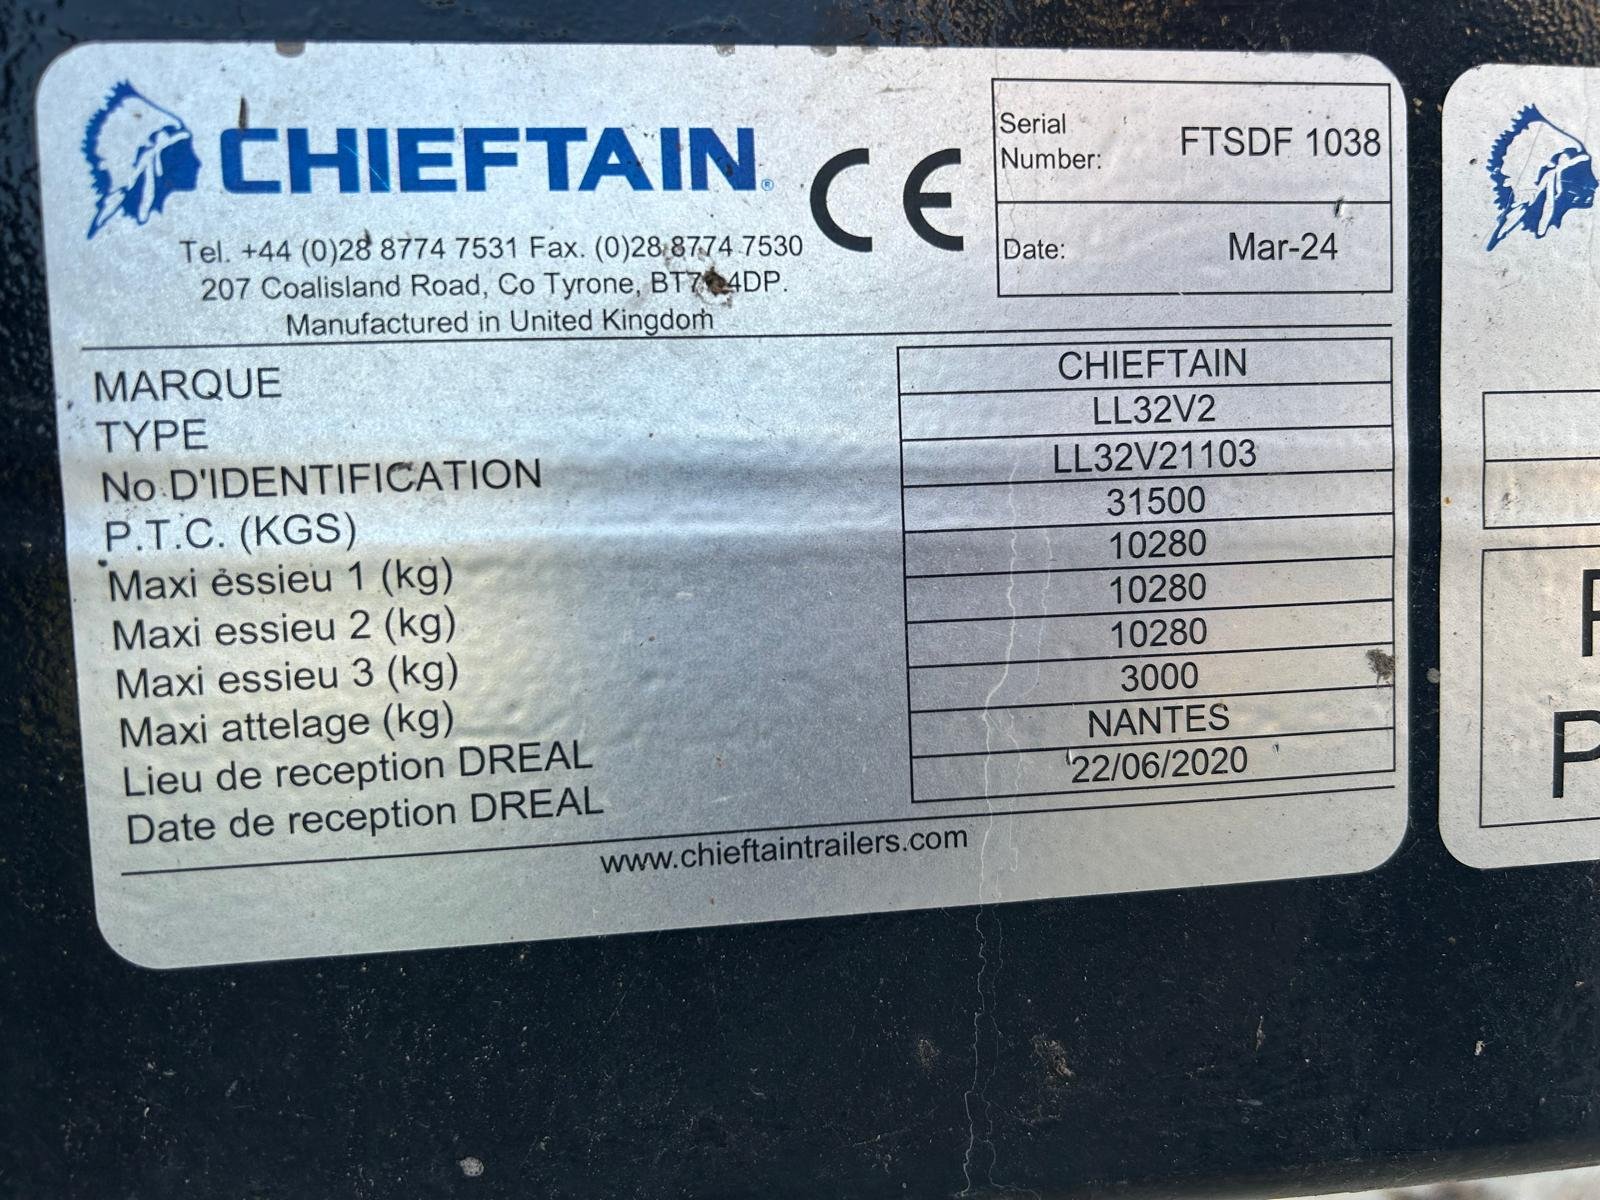 CHIEFTAIN®
CE
Serial Number: FTSDF 1038
Date: Mar-24
Tel. +44 (0)28 8774 7531 Fax. (0)28 8774 7530
207 Coalisland Road, Co Tyrone, 4DP.
Manufactured in United Kingdom
MARQUE CHIEFTAIN
TYPE LL32V2
No D'IDENTIFICATION LL32V21103
P.T.C. (KGS) 31500
Maxi essieu 1 (kg) 10280
Maxi essieu 2 (kg) 10280
Maxi essieu 3 (kg) 10280
Maxi attelage (kg) 3000
Lieu de reception DREAL NANTES
Date de reception DREAL 22/06/2020
www.chieftaintrailers.com
P